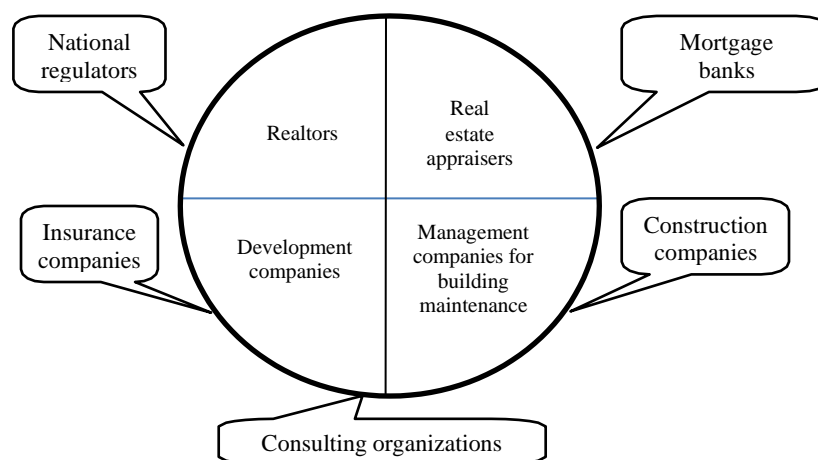 National
regulators
Mortgage
banks
Realtors
Real
estate
appraisers
Insurance
companies
Development
companies
Management
companies for
building
maintenance
Construction
companies
Consulting organizations